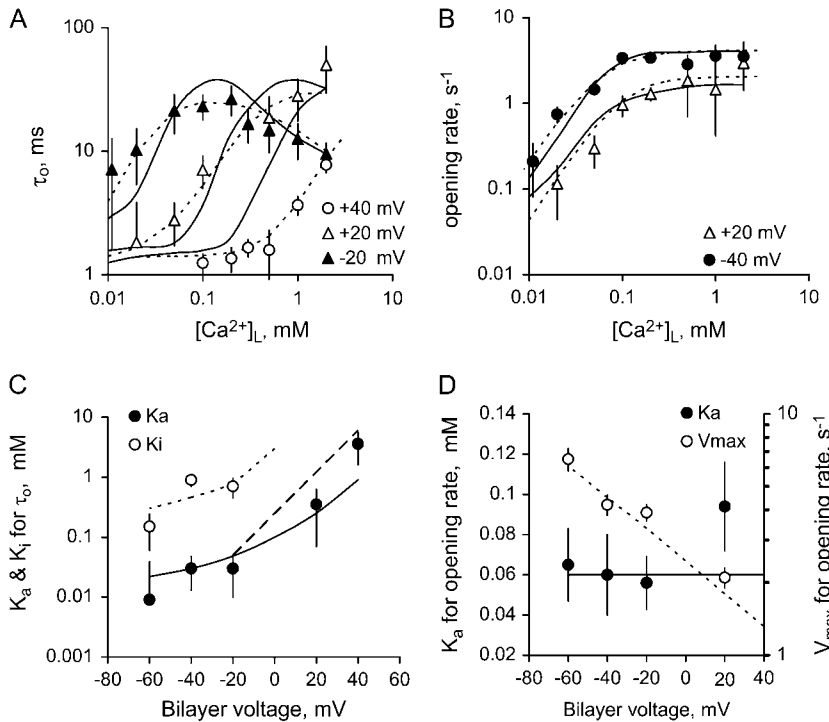 A
B
τo, ms
100
10
1
+40 mV
+20 mV
-20 mV
0.01
0.1
1
10
[Ca2+]L, mM
opening rate, s-1
10
1
0.1
0.01
+20 mV
-40 mV
0.01
0.1
1
10
[Ca2+]L, mM
C
D
Ka & Ki for τo, mM
10
1
0.1
0.01
0.001
Ka
Ki
-80
-60
-40
-20
0
20
40
60
Bilayer voltage, mV
Ka for opening rate, mM
0.14
0.12
0.1
0.08
0.06
0.04
0.02
Ka
Vmax
10
1
Vmax for opening rate, s-1
-80
-60
-40
-20
0
20
40
Bilayer voltage, mV